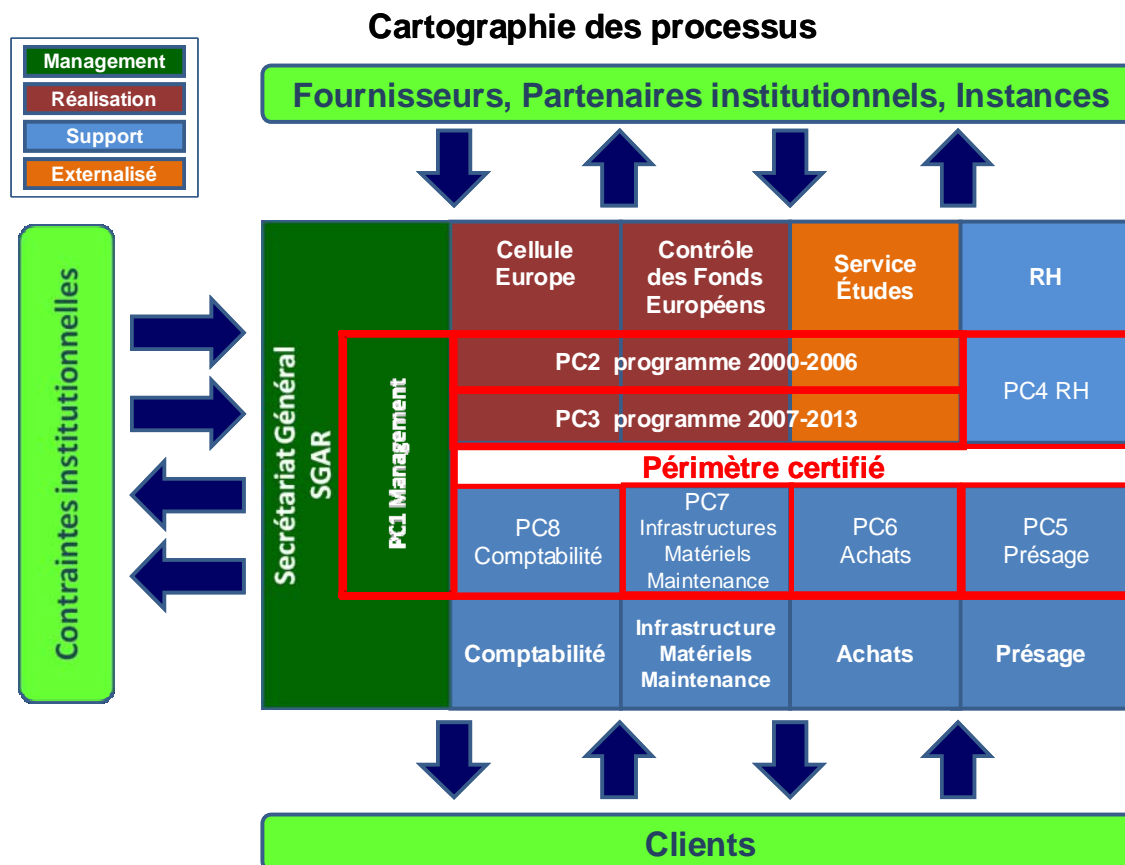 Cartographie des processus
Management
Réalisation
Support
Externalisé
Fournisseurs, Partenaires institutionnels, Instances
Contraintes institutionnelles
Secrétariat Général
SGAR
Cellule
Europe
Contrôle
des Fonds
Européens
Service
Études
RH
PC1 Management
PC2 programme 2000-2006
PC3 programme 2007-2013
PC4 RH
Périmètre certifié
PC8
Comptabilité
PC7
Infrastructures
Matériels
Maintenance
PC6
Achats
PC5
Présage
Comptabilité
Infrastructure
Matériels
Maintenance
Achats
Présage
Clients